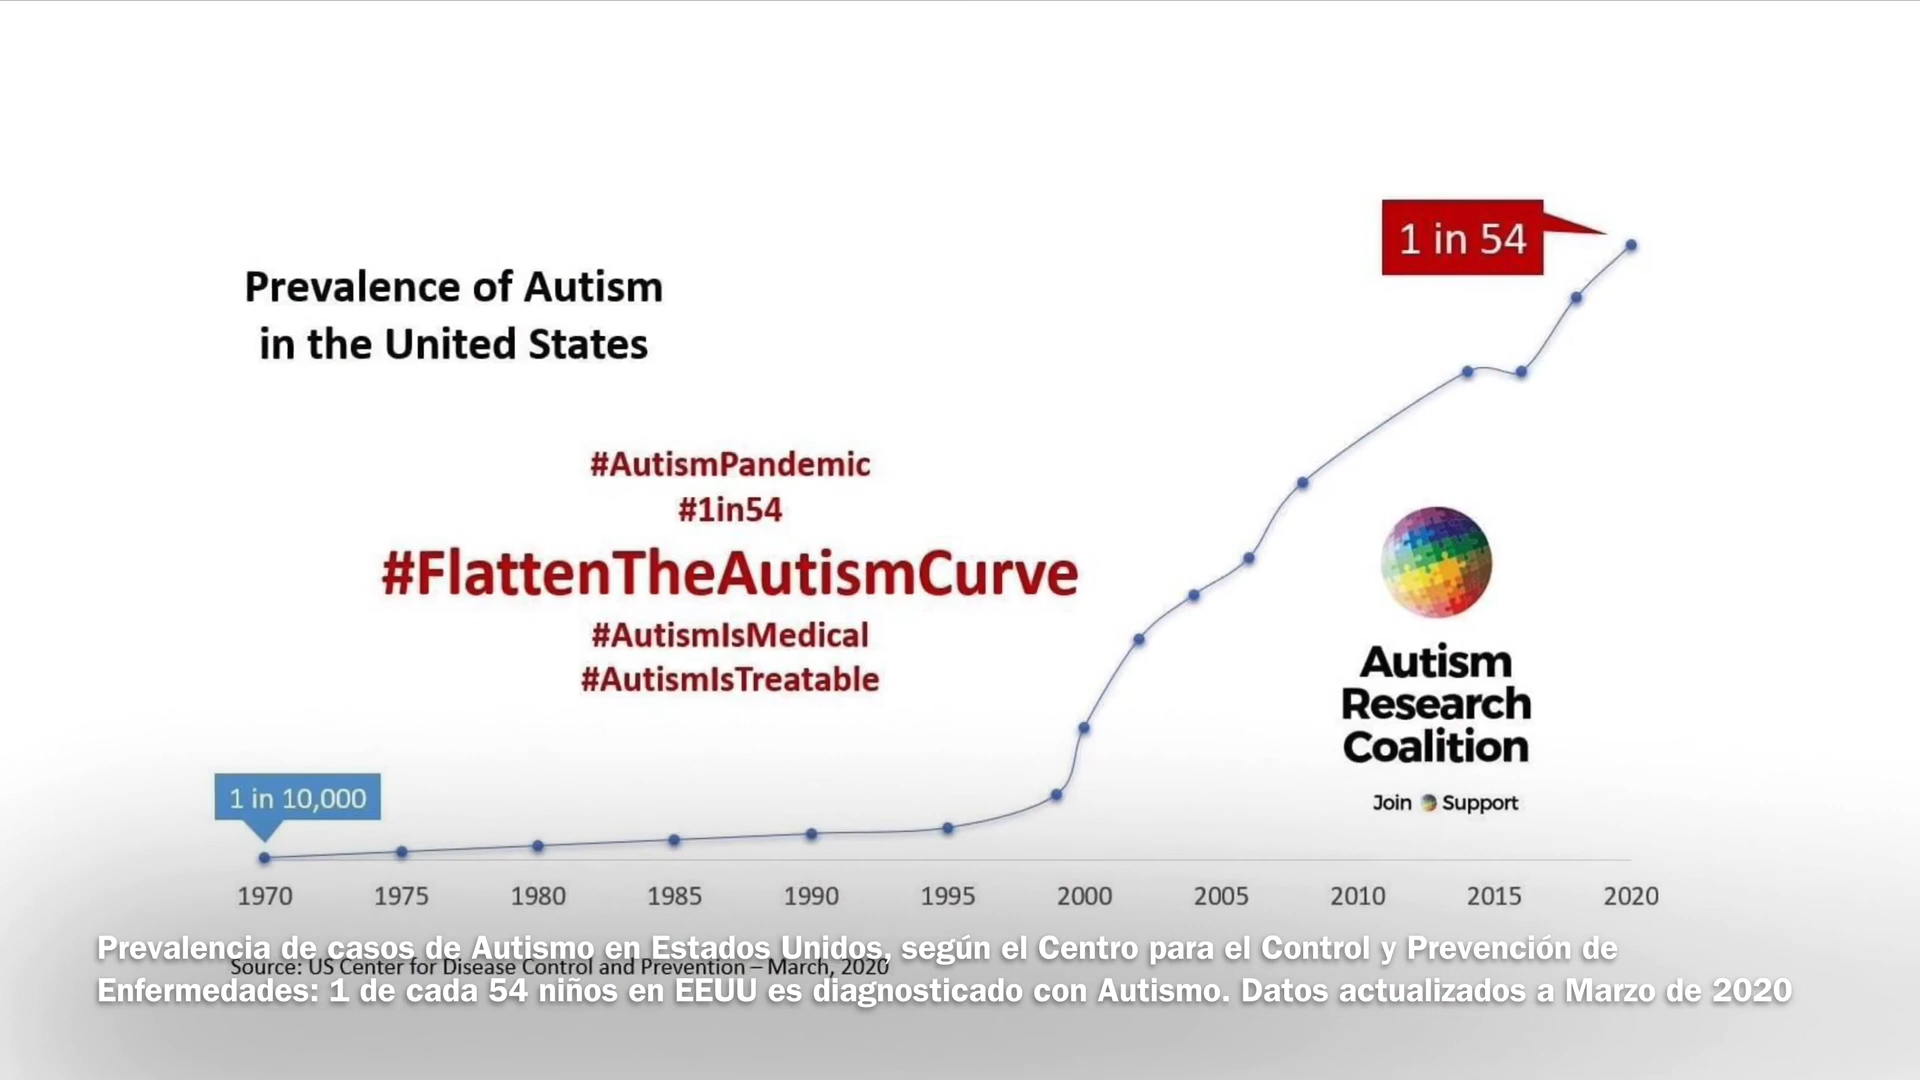 1 in 54
Prevalence of Autism
in the United States
#AutismPandemic
#1in54
#FlattenTheAutismCurve
#AutismIsMedical
#AutismIsTreatable
Autism
Research
Coalition
Join Support
1 in 10,000
1970 1975 1980 1985 1990 1995 2000 2005 2010 2015 2020
Prevalencia de casos de Autismo en Estados Unidos, según el Centro para el Control y Prevención de
Source: US Center for Disease Control and Prevention – March, 2020
Enfermedades: 1 de cada 54 niños en EEUU es diagnosticado con Autismo. Datos actualizados a Marzo de 2020